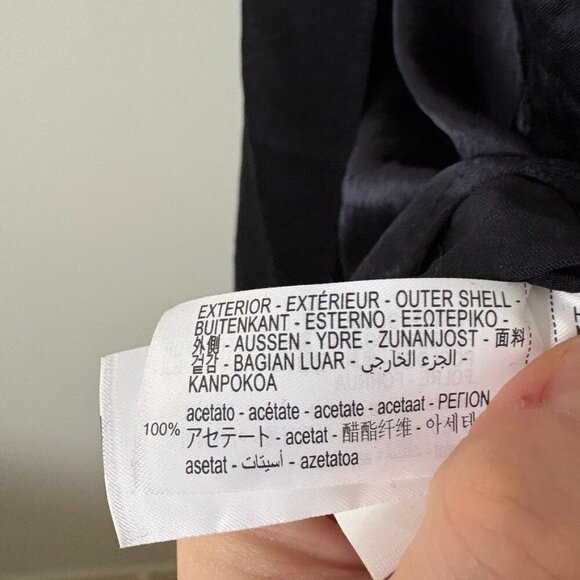 EXTERIOR - EXTÉRIEUR - OUTER SHELL -
BUITENKANT - ESTERNO - ΕΞΩΤΕΡΙΚΟ -
外側 - AUSSEN - YDRE - ZUNANJOST - 面料
겉감 - BAGIAN LUAR - الجزء الخارجي -
KANPOKOA
acetato - acétate - acetate - acetaat - ΡΕΓΙΟΝ
100% アセテート - acetat - 醋酯纤维 - 아세테
asetat - أسيتات - azetatoa